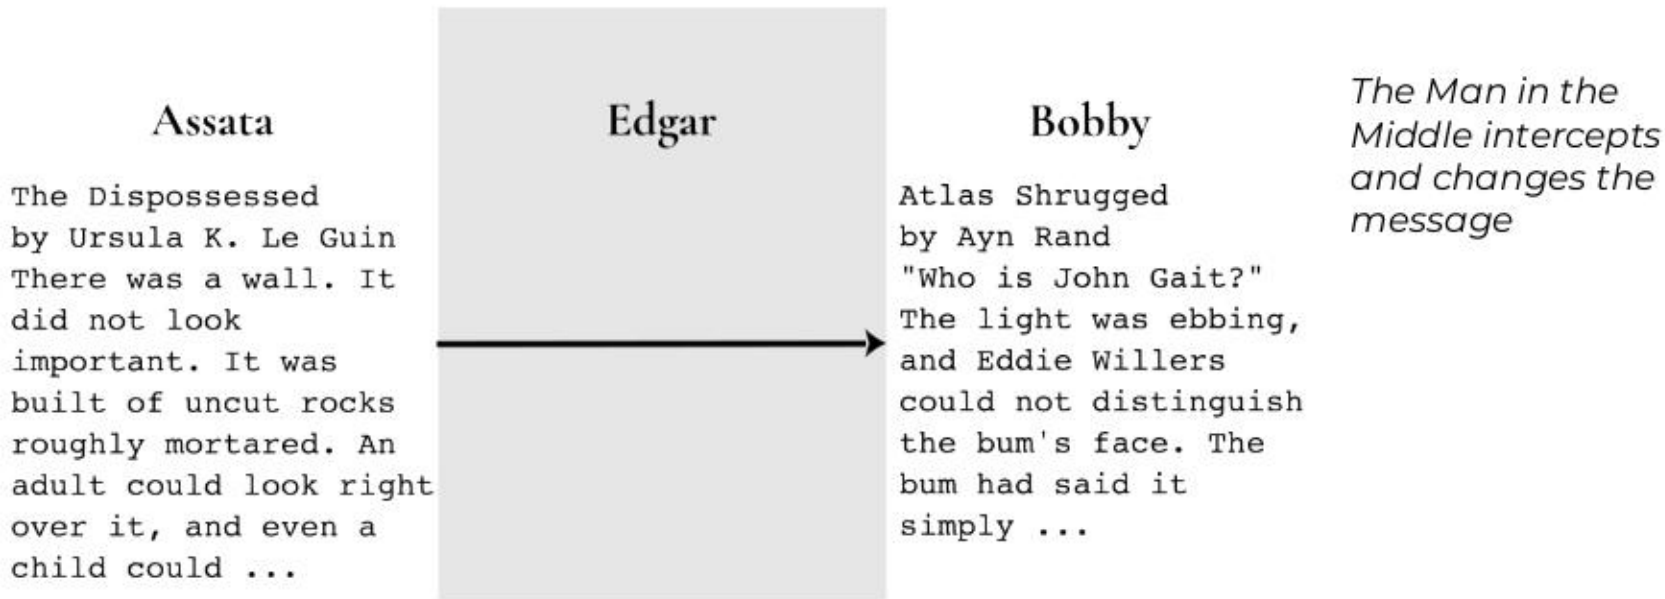 Assata
The Dispossessed
by Ursula K. Le Guin
There was a wall. It
did not look
important. It was
built of uncut rocks
roughly mortared. An
adult could look right
over it, and even a
child could ...
Edgar
Bobby
Atlas Shrugged
by Ayn Rand
"Who is John Gait?"
The light was ebbing,
and Eddie Willers
could not distinguish
the bum's face. The
bum had said it
simply ...
The Man in the
Middle intercepts
and changes the
message